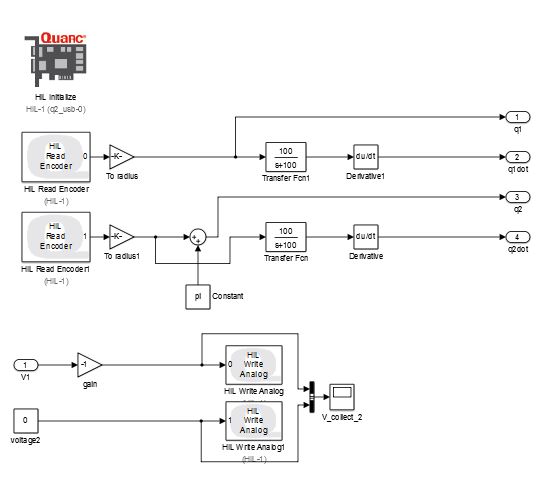 Quarc
HIL Initialize
HIL-1 (q2_usb-0)
1
q1
HIL
Read
Encoder
0
-K-
100
s+100
du/dt
2
HIL Read Encoder
To radius
Transfer Fcn1
Derivative1
q1dot
(HIL-1)
3
q2
HIL
Read
Encoder
1
-K-
+
+
100
s+100
du/dt
4
HIL Read Encoder1
To radius1
Transfer Fcn
Derivative
q2dot
(HIL-1)
pi
Constant
1
V1
-1
gain
0
HIL
Write
Analog
HIL Write Analog
V_collect_2
0
voltage2
1
HIL
Write
Analog
HIL Write Analog1
(HIL-1)